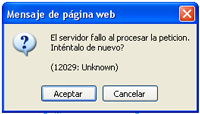 Mensaje de página web
El servidor fallo al procesar la peticion.
Inténtalo de nuevo?
(12029: Unknown)
Aceptar
Cancelar